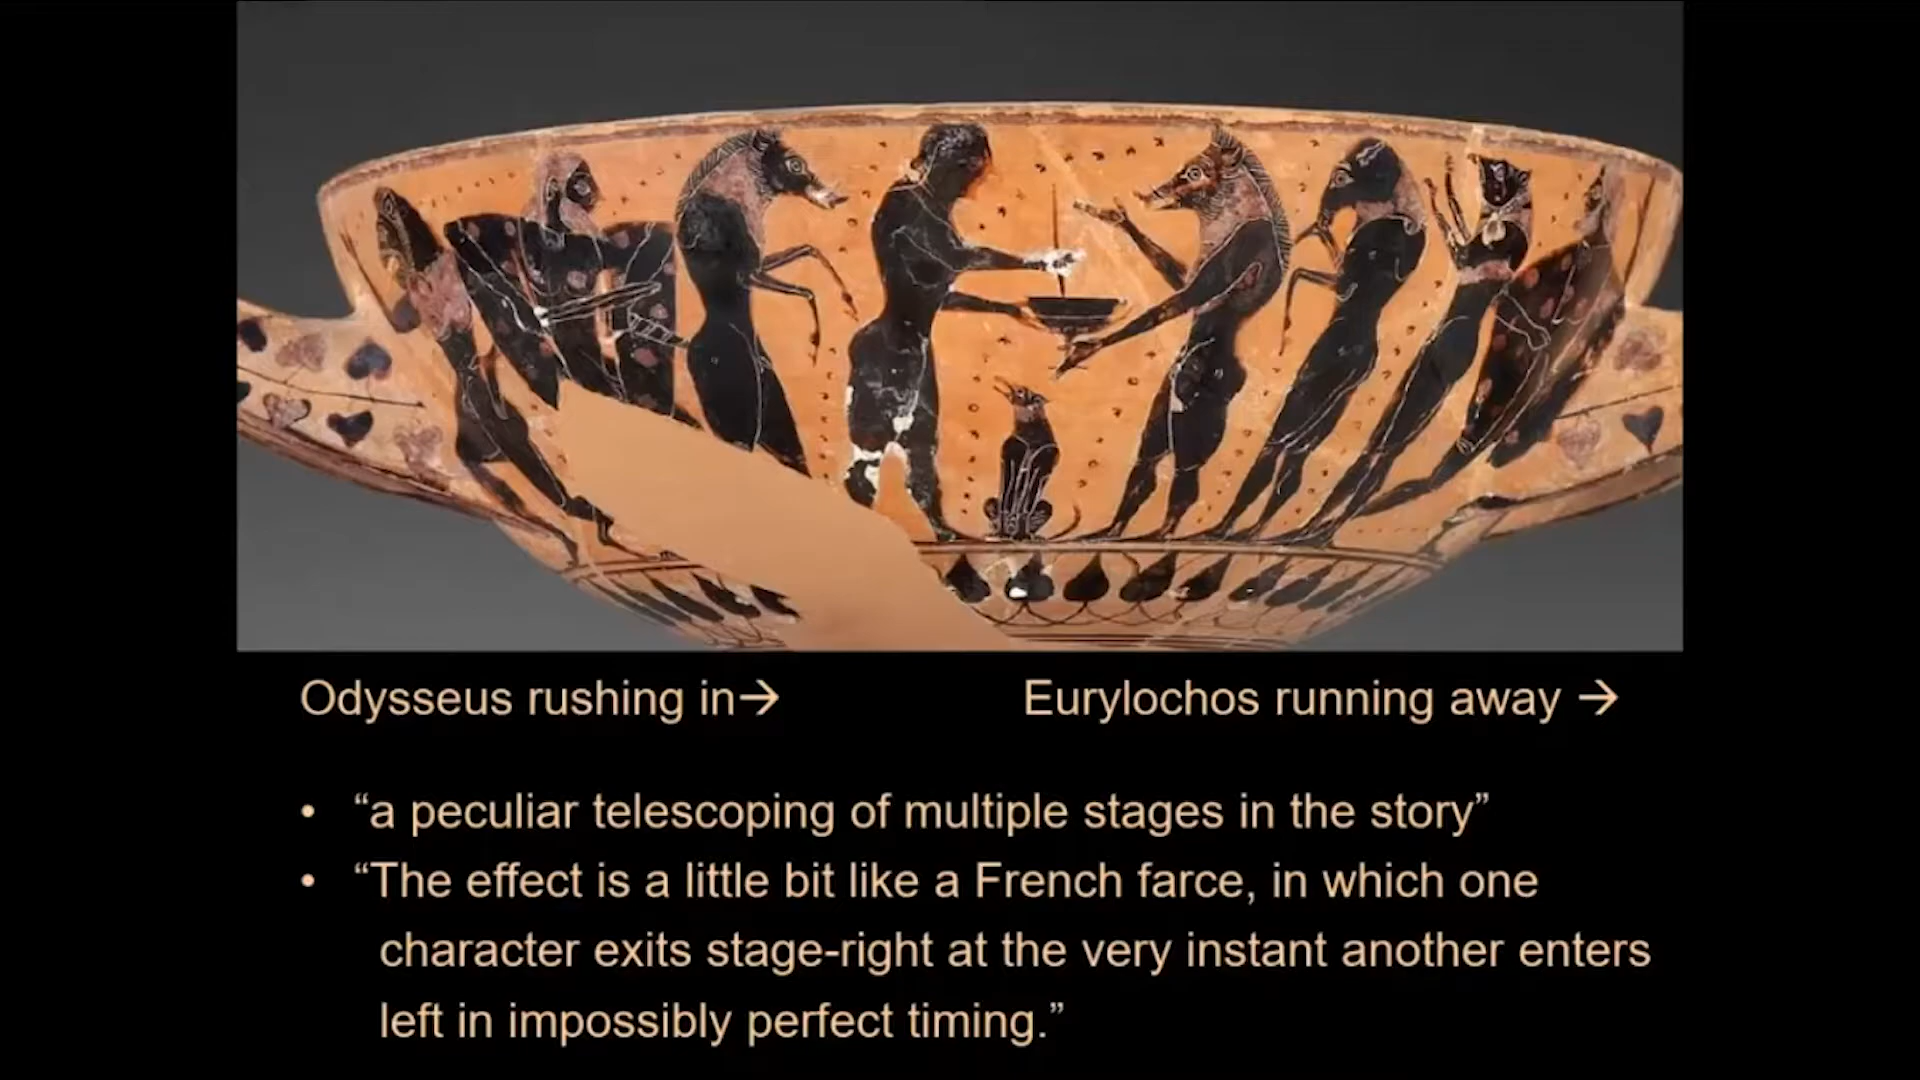 Odysseus rushing in→
Eurylochos running away →
• “a peculiar telescoping of multiple stages in the story”
• “The effect is a little bit like a French farce, in which one
character exits stage-right at the very instant another enters
left in impossibly perfect timing.”